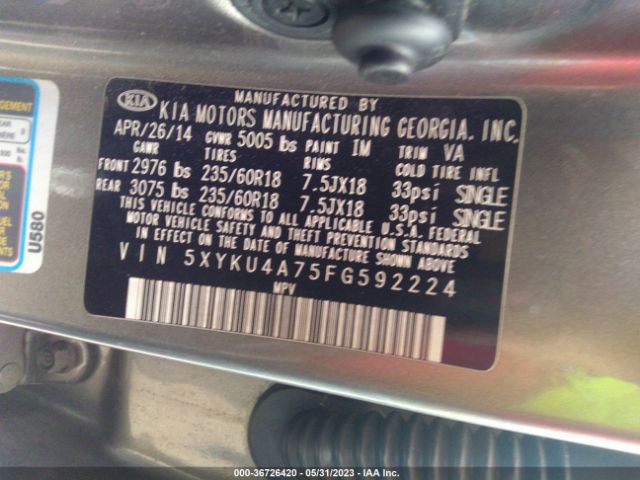 MANUFACTURED BY
KIA KIA MOTORS MANUFACTURING GEORGIA, INC.
APR/26/14 GVWR 5005 lbs PAINT IM TRIM VA
GAWR TIRES RIMS COLD TIRE INFL
FRONT 2976 lbs 235/60R18 7.5JX18 33psi SINGLE
REAR 3075 lbs 235/60R18 7.5JX18 33psi SINGLE
THIS VEHICLE CONFORMS TO ALL APPLICABLE U.S.A. FEDERAL
MOTOR VEHICLE SAFETY AND THEFT PREVENTION STANDARDS
IN EFFECT ON THE DATE OF MANUFACTURE SHOWN ABOVE
VIN 5XYKU4A75FG592224
MPV
U580
000-36726420 - 05/31/2023 - IAA Inc.